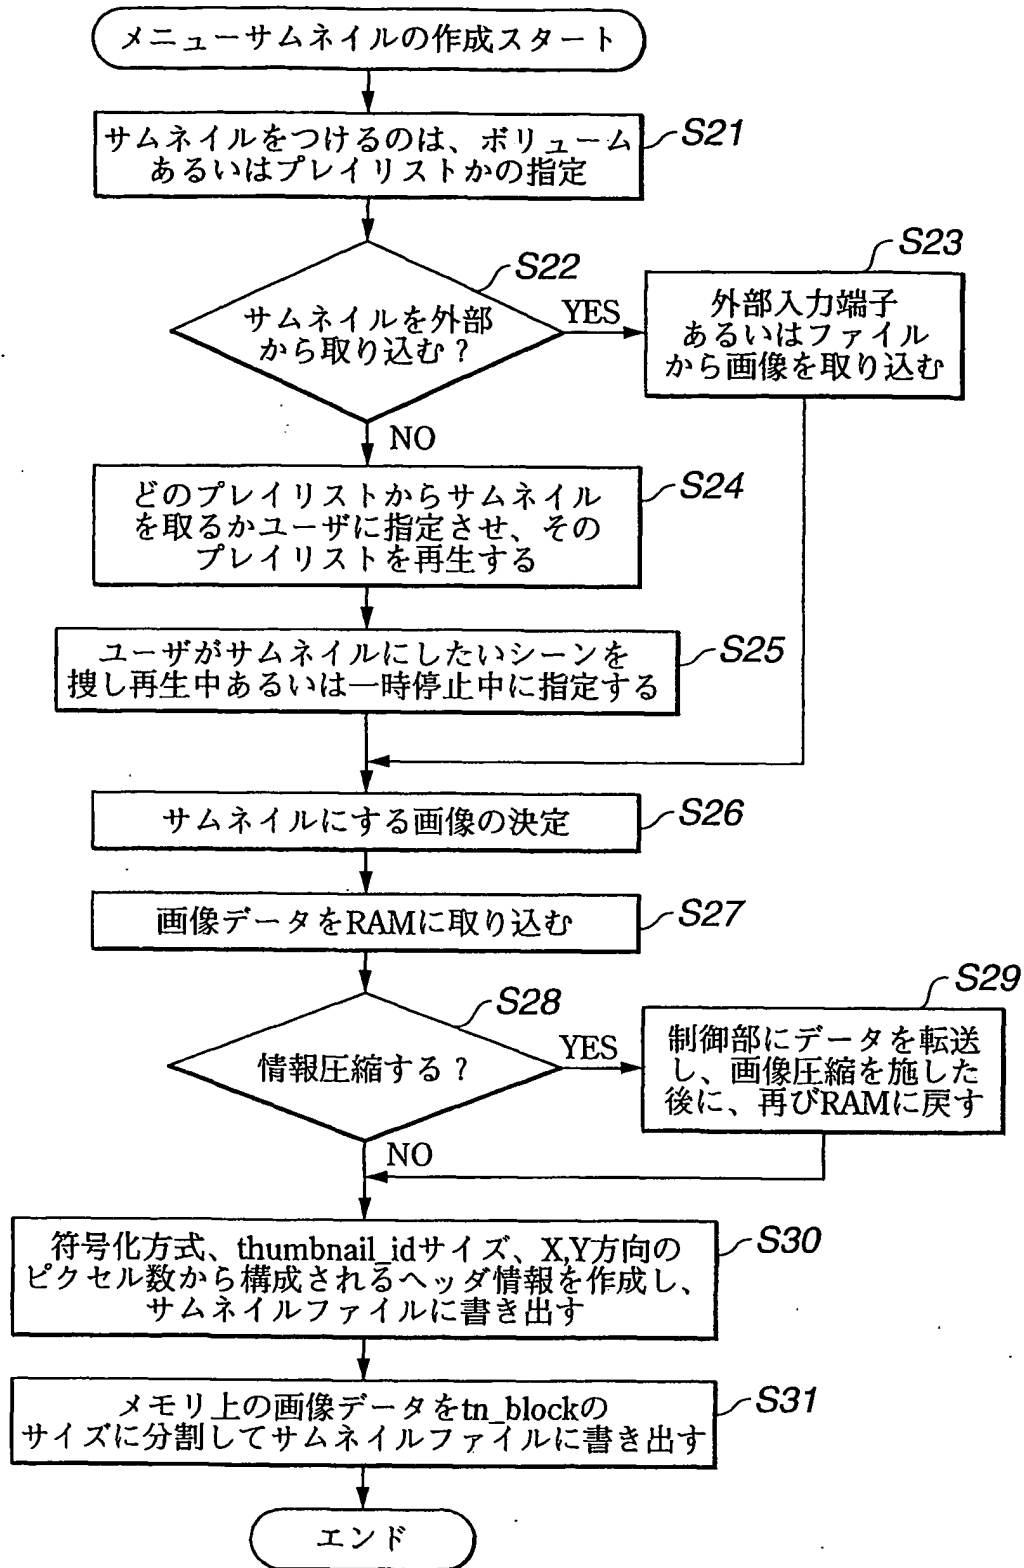 メニューサムネイルの作成スタート
サムネイルをつけるのは、ボリューム
あるいはプレイリストかの指定
S21
S22
サムネイルを外部
から取り込む？
YES
S23
外部入力端子
あるいはファイル
から画像を取り込む
NO
どのプレイリストからサムネイル
を取るかユーザに指定させ、その
プレイリストを再生する
S24
ユーザがサムネイルにしたいシーンを
捜し再生中あるいは一時停止中に指定する
S25
サムネイルにする画像の決定
S26
画像データをRAMに取り込む
S27
S28
情報圧縮する？
YES
S29
制御部にデータを転送
し、画像圧縮を施した
後に、再びRAMに戻す
NO
符号化方式、thumbnail_idサイズ、X,Y方向の
ピクセル数から構成されるヘッダ情報を作成し、
サムネイルファイルに書き出す
S30
メモリ上の画像データをtn_blockの
サイズに分割してサムネイルファイルに書き出す
S31
エンド